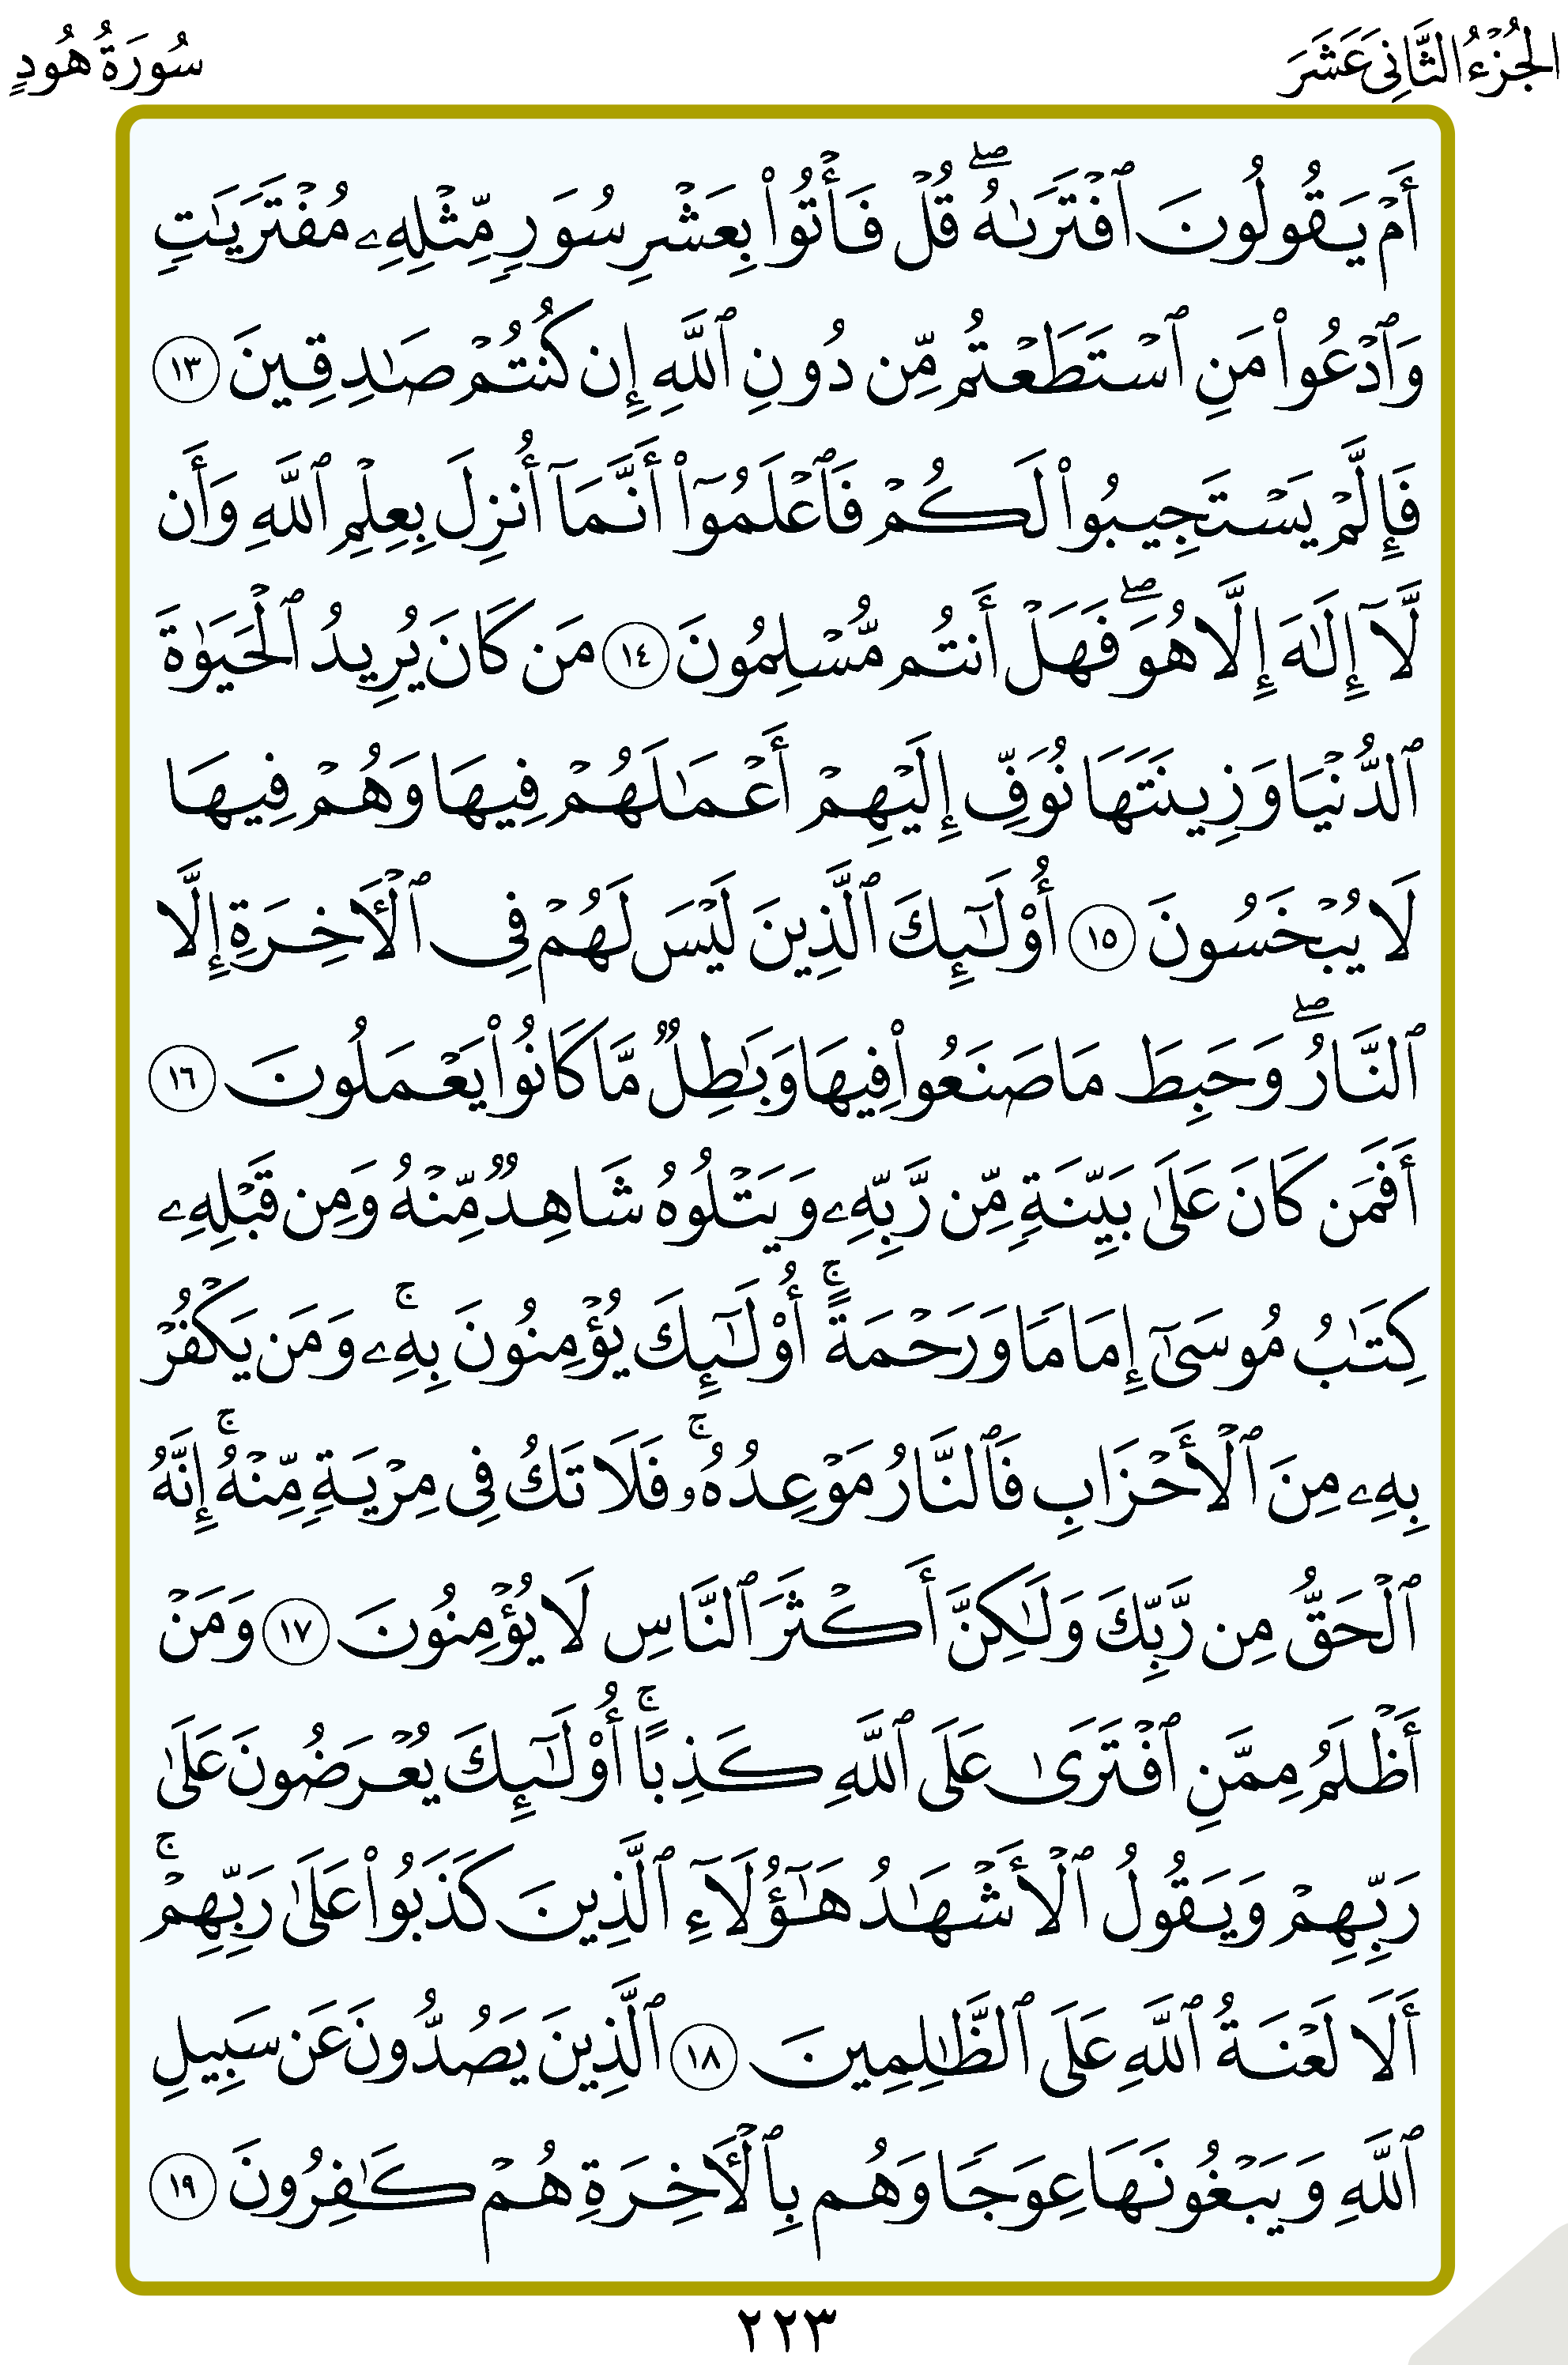 الجُزْءُ الثَّانِي عَشَرَ
سُورَةُ هُودٍ
أَمْ يَقُولُونَ ٱفْتَرَىٰهُۖ قُلْ فَأْتُوا۟ بِعَشْرِ سُوَرٍ مِّثْلِهِۦ مُفْتَرَيَٰتٍ
وَٱدْعُوا۟ مَنِ ٱسْتَطَعْتُم مِّن دُونِ ٱللَّهِ إِن كُنتُمْ صَٰدِقِينَ ١٣
فَإِلَّمْ يَسْتَجِيبُوا۟ لَكُمْ فَٱعْلَمُوٓا۟ أَنَّمَآ أُنزِلَ بِعِلْمِ ٱللَّهِ وَأَن
لَّآ إِلَٰهَ إِلَّا هُوَۖ فَهَلْ أَنتُم مُّسْلِمُونَ ١٤ مَن كَانَ يُرِيدُ ٱلْحَيَوٰةَ
ٱلدُّنْيَا وَزِينَتَهَا نُوَفِّ إِلَيْهِمْ أَعْمَٰلَهُمْ فِيهَا وَهُمْ فِيهَا
لَا يُبْخَسُونَ ١٥ أُو۟لَٰٓئِكَ ٱلَّذِينَ لَيْسَ لَهُمْ فِى ٱلْءَاخِرَةِ إِلَّا
ٱلنَّارُۖ وَحَبِطَ مَا صَنَعُوا۟ فِيهَا وَبَٰطِلٌ مَّا كَانُوا۟ يَعْمَلُونَ ١٦
أَفَمَن كَانَ عَلَىٰ بَيِّنَةٍ مِّن رَّبِّهِۦ وَيَتْلُوهُ شَاهِدٌ مِّنْهُ وَمِن قَبْلِهِۦ
كِتَٰبُ مُوسَىٰٓ إِمَامًا وَرَحْمَةًۚ أُو۟لَٰٓئِكَ يُؤْمِنُونَ بِهِۦۚ وَمَن يَكْفُرْ
بِهِۦ مِنَ ٱلْأَحْزَابِ فَٱلنَّارُ مَوْعِدُهُۥۚ فَلَا تَكُ فِى مِرْيَةٍ مِّنْهُۚ إِنَّهُ
ٱلْحَقُّ مِن رَّبِّكَ وَلَٰكِنَّ أَكْثَرَ ٱلنَّاسِ لَا يُؤْمِنُونَ ١٧ وَمَنْ
أَظْلَمُ مِمَّنِ ٱفْتَرَىٰ عَلَى ٱللَّهِ كَذِبًاۚ أُو۟لَٰٓئِكَ يُعْرَضُونَ عَلَىٰ
رَبِّهِمْ وَيَقُولُ ٱلْأَشْهَٰدُ هَٰٓؤُلَآءِ ٱلَّذِينَ كَذَبُوا۟ عَلَىٰ رَبِّهِمْۚ
أَلَا لَعْنَةُ ٱللَّهِ عَلَى ٱلظَّٰلِمِينَ ١٨ ٱلَّذِينَ يَصُدُّونَ عَن سَبِيلِ
ٱللَّهِ وَيَبْغُونَهَا عِوَجًا وَهُم بِٱلْءَاخِرَةِ هُمْ كَٰفِرُونَ ١٩
٢٢٣